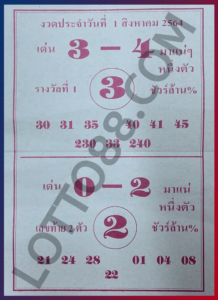 งวดประจำวันที่ 1 สิงหาคม 2564
เด่น 3 – 4 มาแน่ๆ
หนึ่งตัว
รางวัลที่ 1 3 ชัวร์ล้าน%
30 31 35 40 41 45
230 33 240
เด่น 0 – 2 มาแน่
หนึ่งตัว
เลขท้าย 2 ตัว 2 ชัวร์ล้าน%
21 24 28 01 04 08
22
LOTTO88.COM